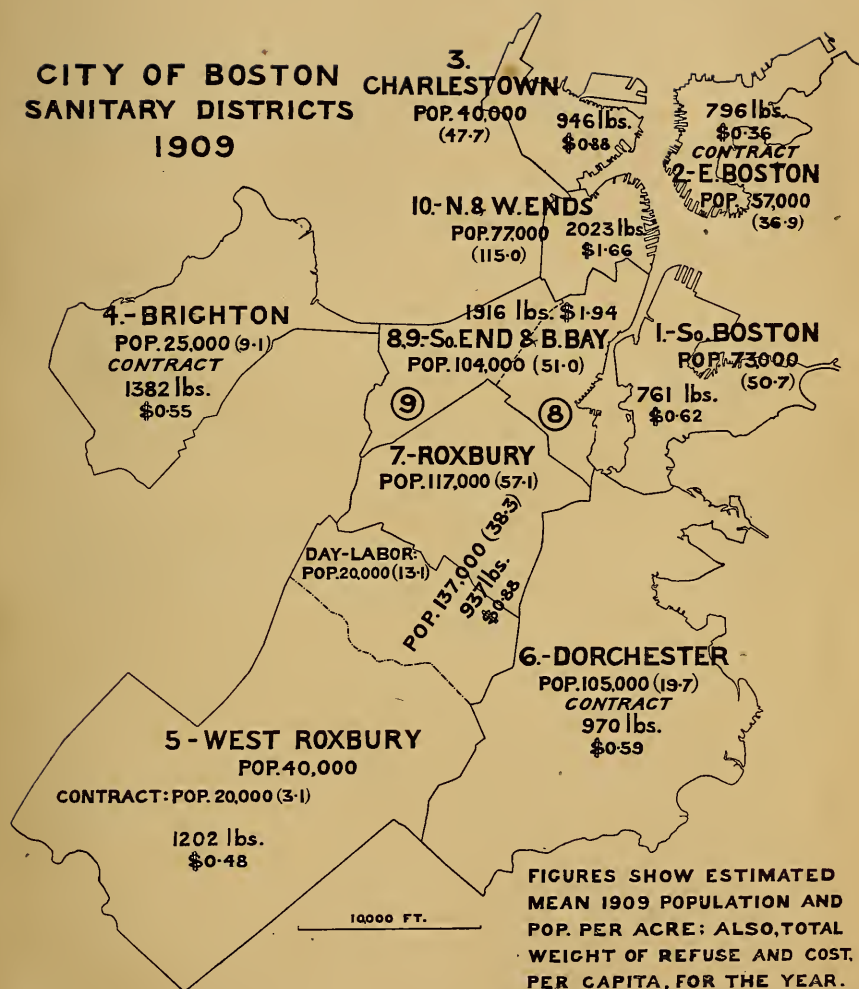 CITY OF BOSTON
SANITARY DISTRICTS
1909
3.
CHARLESTOWN
POP. 40,000
(47.7)
946 lbs.
$0.88
796 lbs.
$0.36
CONTRACT
2-E. BOSTON
POP. 57,000
(36.9)
10.-N. & W. ENDS
POP. 77,000
(115.0)
2023 lbs.
$1.66
4.-BRIGHTON
POP. 25,000 (9.1)
CONTRACT
1382 lbs.
$0.55
1916 lbs. $1.94
8,9.-So. END & B. BAY
POP. 104,000 (51.0)
9
8
1.-So. BOSTON
POP. 73,000
(50.7)
761 lbs.
$0.62
7.-ROXBURY
POP. 117,000 (57.1)
DAY-LABOR:
POP. 20,000 (13.1)
POP. 137,000 (38.3)
937 lbs.
$0.88
6.-DORCHESTER
POP. 105,000 (19.7)
CONTRACT
970 lbs.
$0.59
5-WEST ROXBURY
POP. 40,000
CONTRACT: POP. 20,000 (3.1)
1202 lbs.
$0.48
10,000 FT.
FIGURES SHOW ESTIMATED
MEAN 1909 POPULATION AND
POP. PER ACRE: ALSO, TOTAL
WEIGHT OF REFUSE AND COST,
PER CAPITA, FOR THE YEAR.